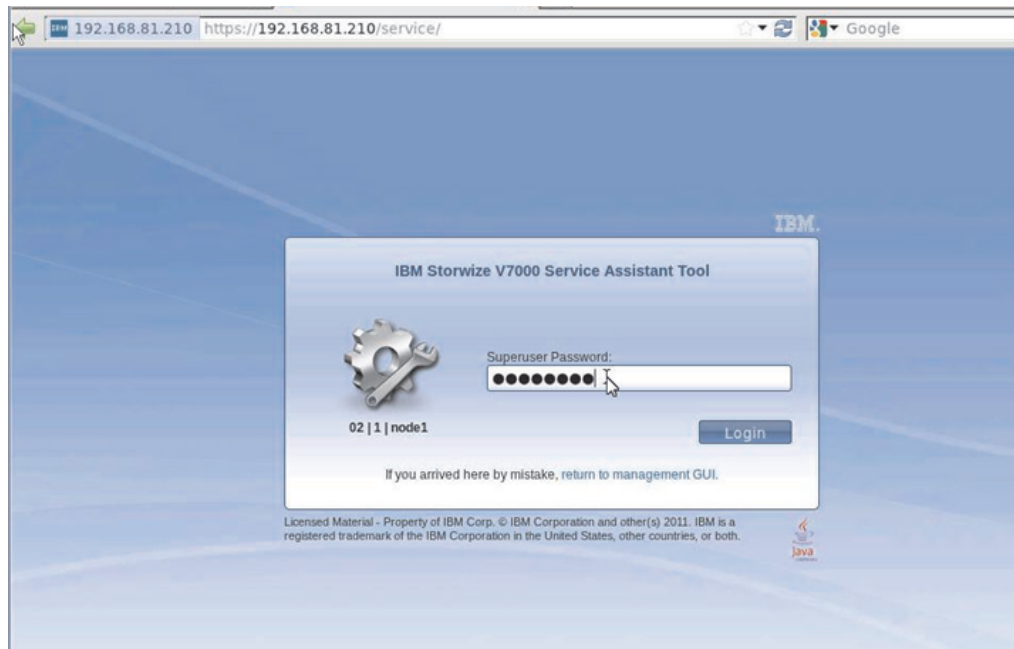 192.168.81.210 https://192.168.81.210/service/ Google
IBM.
IBM Storwize V7000 Service Assistant Tool
Superuser Password:
●●●●●●●●
02 | 1 | node1
Login
If you arrived here by mistake, return to management GUI.
Licensed Material - Property of IBM Corp. © IBM Corporation and other(s) 2011. IBM is a
registered trademark of the IBM Corporation in the United States, other countries, or both.
Java